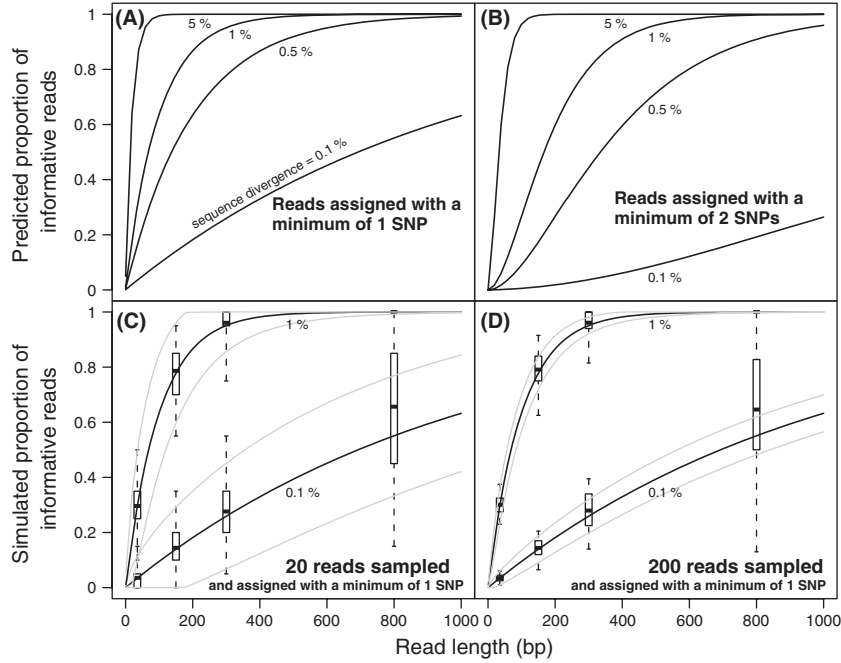 (A)
5 %
1 %
0.5 %
sequence divergence = 0.1 %
Reads assigned with a
minimum of 1 SNP
Predicted proportion of
informative reads
1
0.8
0.6
0.4
0.2
0
(B)
5 %
1 %
0.5 %
Reads assigned with a
minimum of 2 SNPs
0.1 %
(C)
1 %
0.1 %
20 reads sampled
and assigned with a minimum of 1 SNP
Simulated proportion of
informative reads
1
0.8
0.6
0.4
0.2
0
0 200 400 600 800 1000
(D)
1 %
0.1 %
200 reads sampled
and assigned with a minimum of 1 SNP
0 200 400 600 800 1000
Read length (bp)